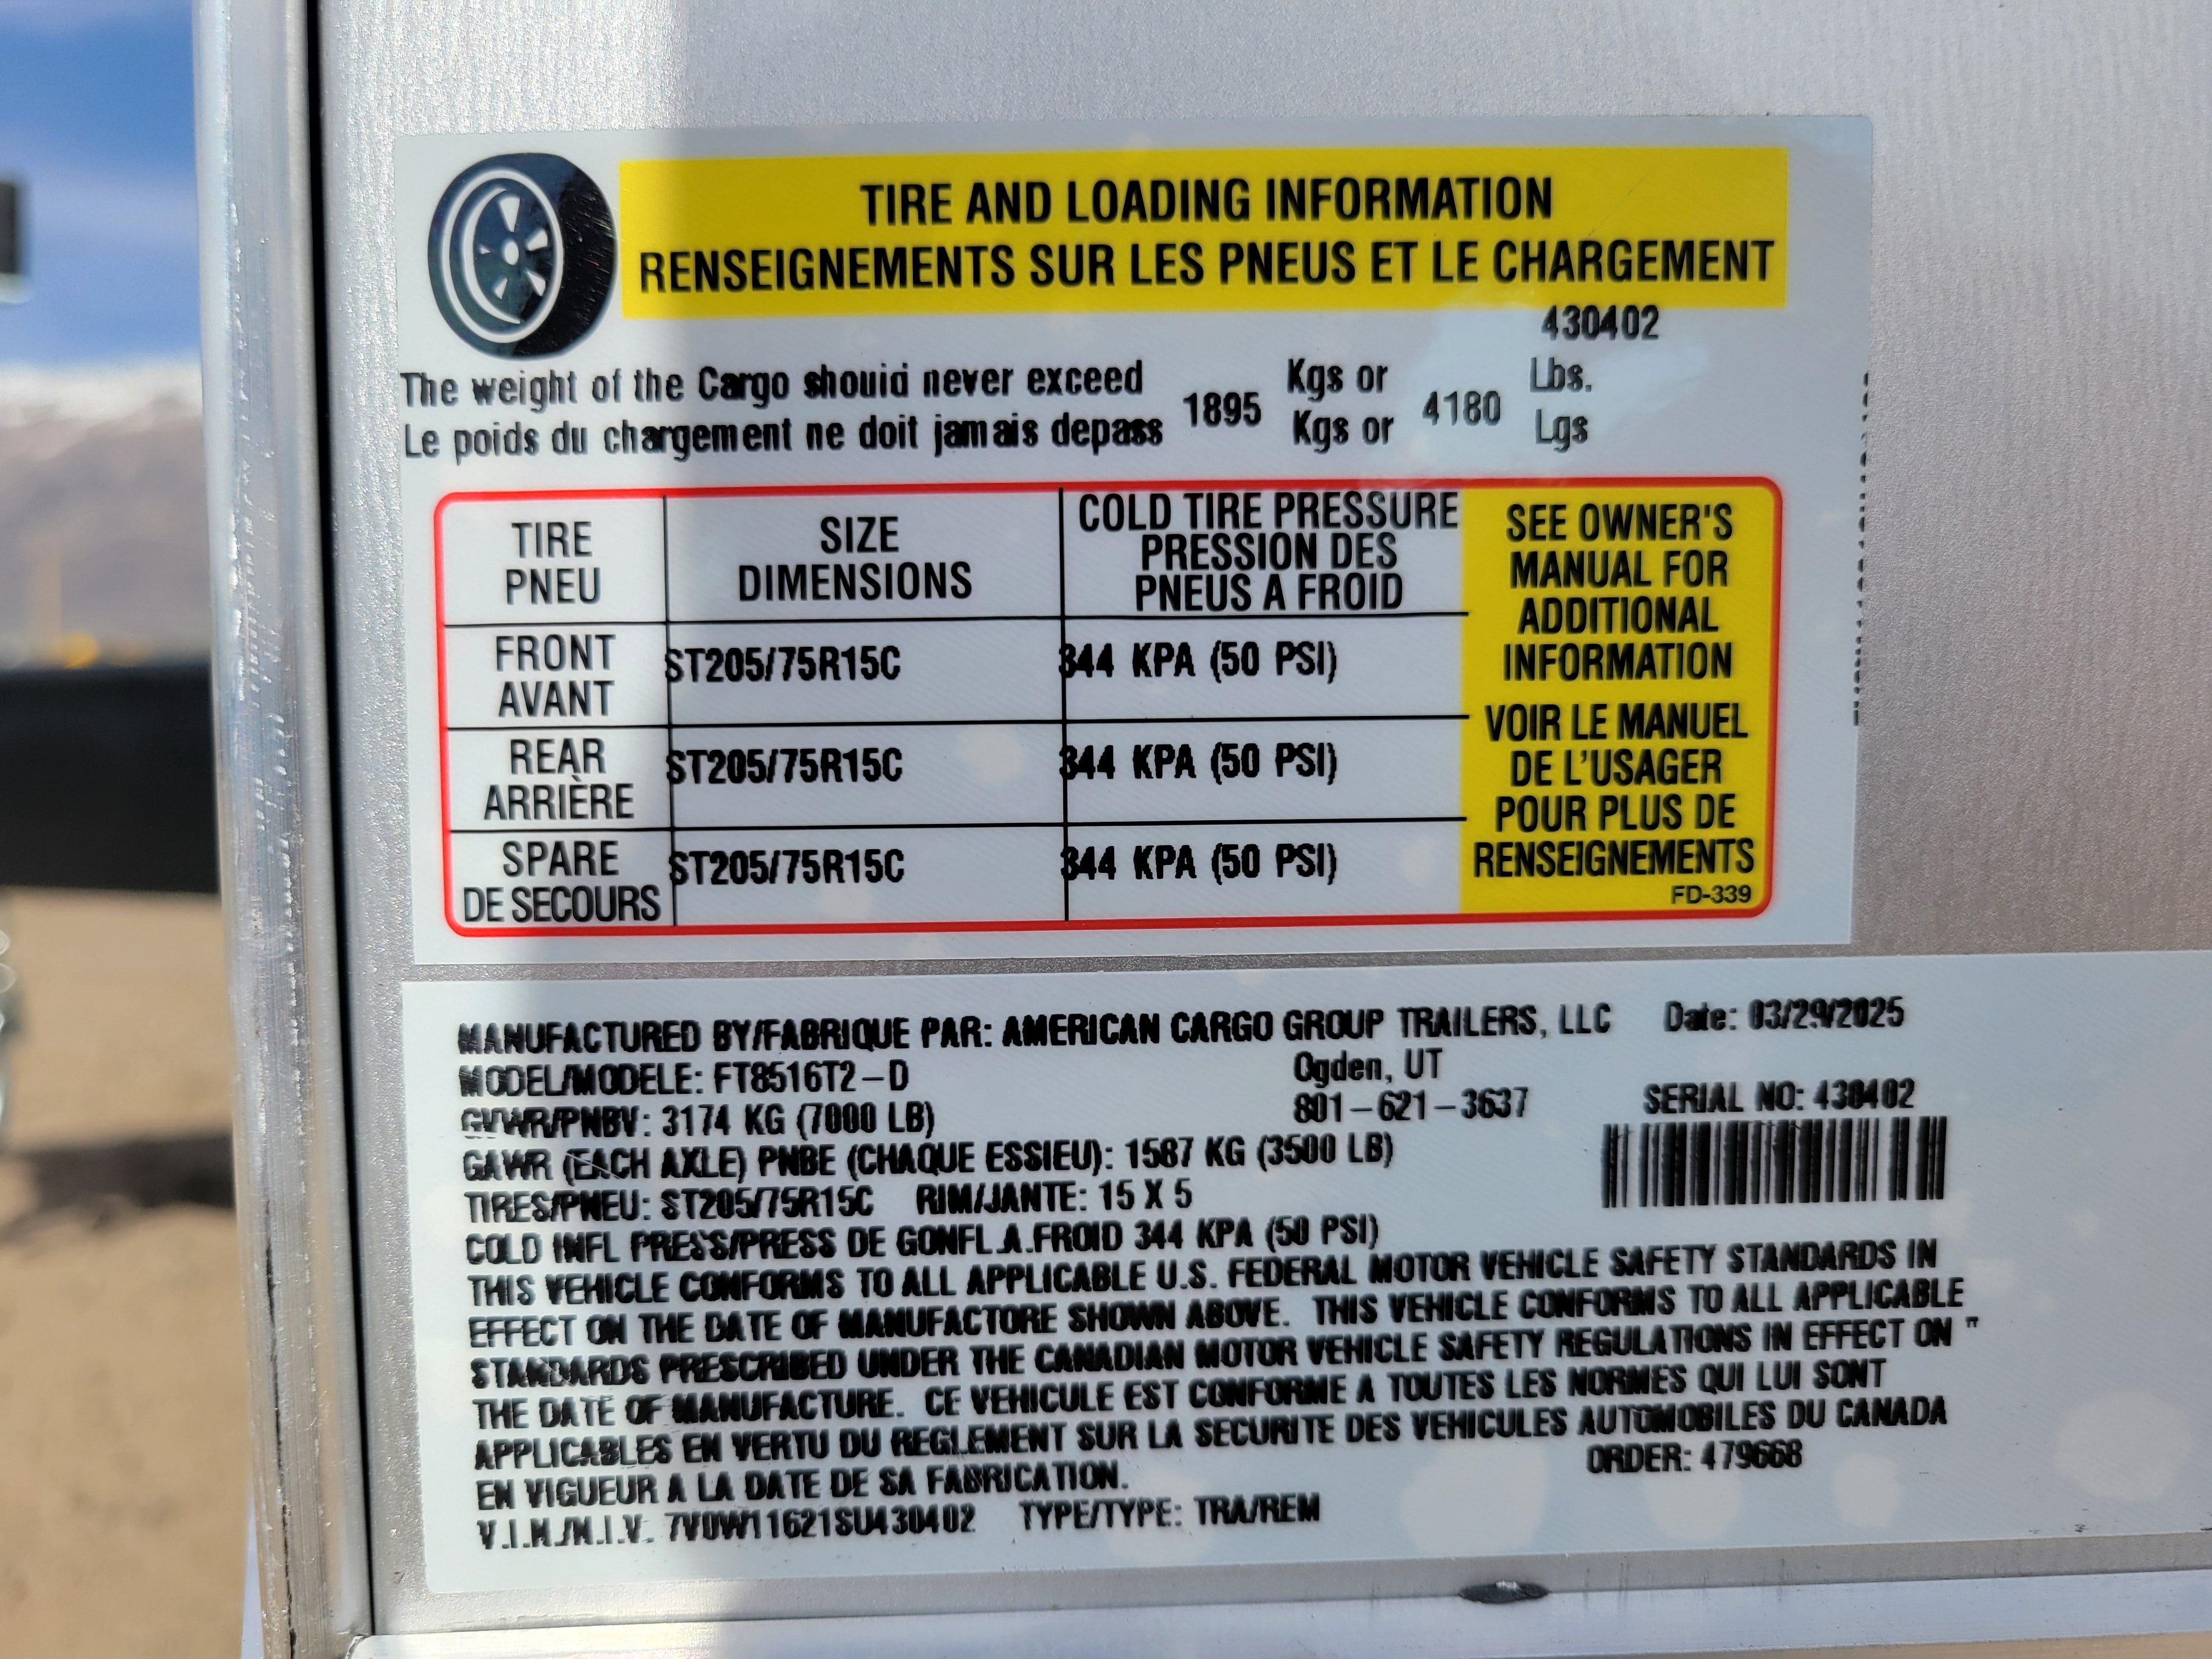 TIRE AND LOADING INFORMATION
RENSEIGNEMENTS SUR LES PNEUS ET LE CHARGEMENT
430402
The weight of the Cargo should never exceed 1895 Kgs or 4180 Lbs.
Le poids du chargement ne doit jamais depass Kgs or Lgs
TIRE PNEU SIZE DIMENSIONS COLD TIRE PRESSURE PRESSION DES PNEUS A FROID
FRONT AVANT ST205/75R15C 344 KPA (50 PSI)
REAR ARRIÈRE ST205/75R15C 344 KPA (50 PSI)
SPARE DE SECOURS ST205/75R15C 344 KPA (50 PSI)
SEE OWNER'S
MANUAL FOR
ADDITIONAL
INFORMATION
VOIR LE MANUEL
DE L'USAGER
POUR PLUS DE
RENSEIGNEMENTS
FD-339
MANUFACTURED BY/FABRIQUE PAR: AMERICAN CARGO GROUP TRAILERS, LLC Date: 03/29/2025
MODEL/MODELE: FT8516T2-D Ogden, UT
GVWR/PNBV: 3174 KG (7000 LB) 801-621-3637 SERIAL NO: 430402
GAWR (EACH AXLE) PNBE (CHAQUE ESSIEU): 1587 KG (3500 LB)
TIRES/PNEU: ST205/75R15C RIM/JANTE: 15 X 5
COLD INFL PRESS/PRESS DE GONFL.A.FROID 344 KPA (50 PSI)
THIS VEHICLE CONFORMS TO ALL APPLICABLE U.S. FEDERAL MOTOR VEHICLE SAFETY STANDARDS IN
EFFECT ON THE DATE OF MANUFACTORE SHOWN ABOVE. THIS VEHICLE CONFORMS TO ALL APPLICABLE
STANDARDS PRESCRIBED UNDER THE CANADIAN MOTOR VEHICLE SAFETY REGULATIONS IN EFFECT ON "
THE DATE OF MANUFACTURE. CE VEHICULE EST CONFORME A TOUTES LES NORMES QUI LUI SONT
APPLICABLES EN VERTU DU REGLEMENT SUR LA SECURITE DES VEHICULES AUTOMOBILES DU CANADA
EN VIGUEUR A LA DATE DE SA FABRICATION. ORDER: 479668
V.I.N./N.I.V. 7V0W11621SU430402 TYPE/TYPE: TRA/REM